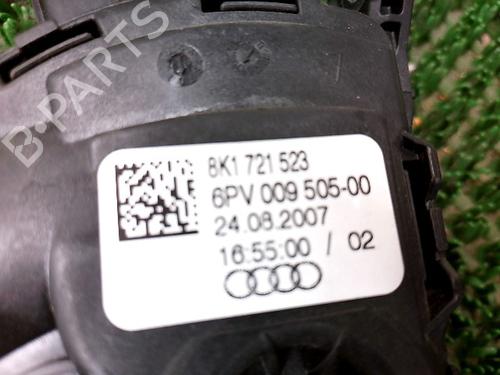 B-PARTS
8K1 721 523
6PV 009 505-00
24.08.2007
16:55:00 / 02